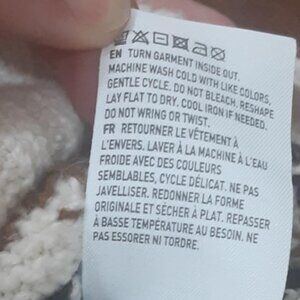 EN TURN GARMENT INSIDE OUT.
MACHINE WASH COLD WITH LIKE COLORS,
GENTLE CYCLE. DO NOT BLEACH. RESHAPE
LAY FLAT TO DRY. COOL IRON IF NEEDED.
DO NOT WRING OR TWIST.
FR RETOURNER LE VÊTEMENT À
L'ENVERS. LAVER À LA MACHINE À L'EAU
FROIDE AVEC DES COULEURS
SEMBLABLES, CYCLE DÉLICAT. NE PAS
JAVELLISER. REDONNER LA FORME
ORIGINALE ET SÉCHER À PLAT. REPASSER
À BASSE TEMPÉRATURE AU BESOIN. NE
PAS ESSORER NI TORDRE.